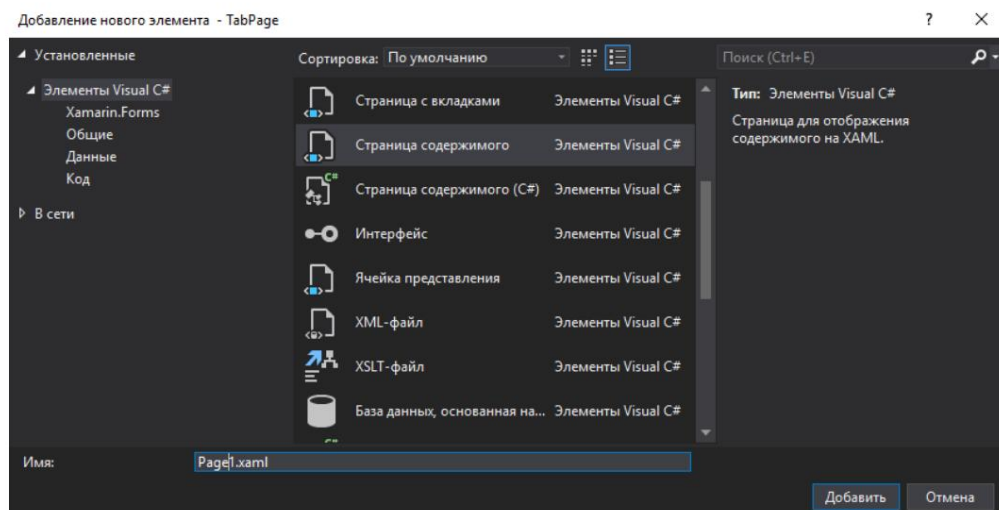 Добавление нового элемента - TabPage
? ×
Установленные
Элементы Visual C#
Xamarin.Forms
Общие
Данные
Код
В сети
Сортировка: По умолчанию
Страница с вкладками Элементы Visual C#
Страница содержимого Элементы Visual C#
C# Страница содержимого (C#) Элементы Visual C#
Интерфейс Элементы Visual C#
Ячейка представления Элементы Visual C#
XML-файл Элементы Visual C#
XSLT-файл Элементы Visual C#
База данных, основанная на... Элементы Visual C#
Поиск (Ctrl+E)
Тип: Элементы Visual C#
Страница для отображения
содержимого на XAML.
Имя: Page1.xaml
Добавить Отмена